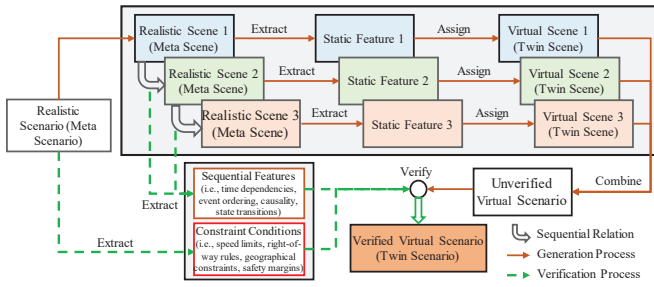 Realistic Scene 1
(Meta Scene)
Extract
Static Feature 1
Assign
Virtual Scene 1
(Twin Scene)
Realistic Scene 2
(Meta Scene)
Extract
Static Feature 2
Assign
Virtual Scene 2
(Twin Scene)
Realistic Scene 3
(Meta Scene)
Extract
Static Feature 3
Assign
Virtual Scene 3
(Twin Scene)
Realistic
Scenario (Meta
Scenario)
Extract
Sequential Features
(i.e., time dependencies,
event ordering, causality,
state transitions)
Verify
Unverified
Virtual Scenario
Combine
Extract
Constraint Conditions
(i.e., speed limits, right-of-
way rules, geographical
constraints, safety margins)
Verified Virtual Scenario
(Twin Scenario)
Sequential Relation
Generation Process
Verification Process